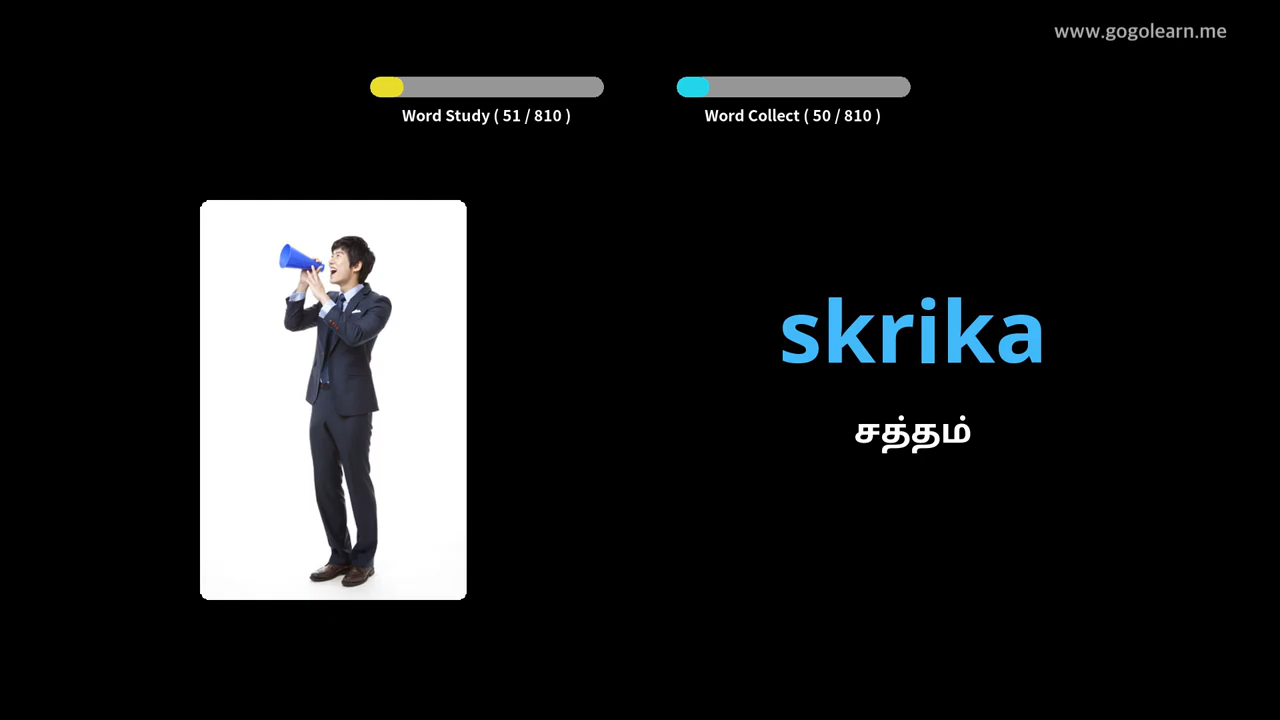 www.gogolearn.me
Word Study ( 51 / 810 )
Word Collect ( 50 / 810 )
skrika
சத்தம்